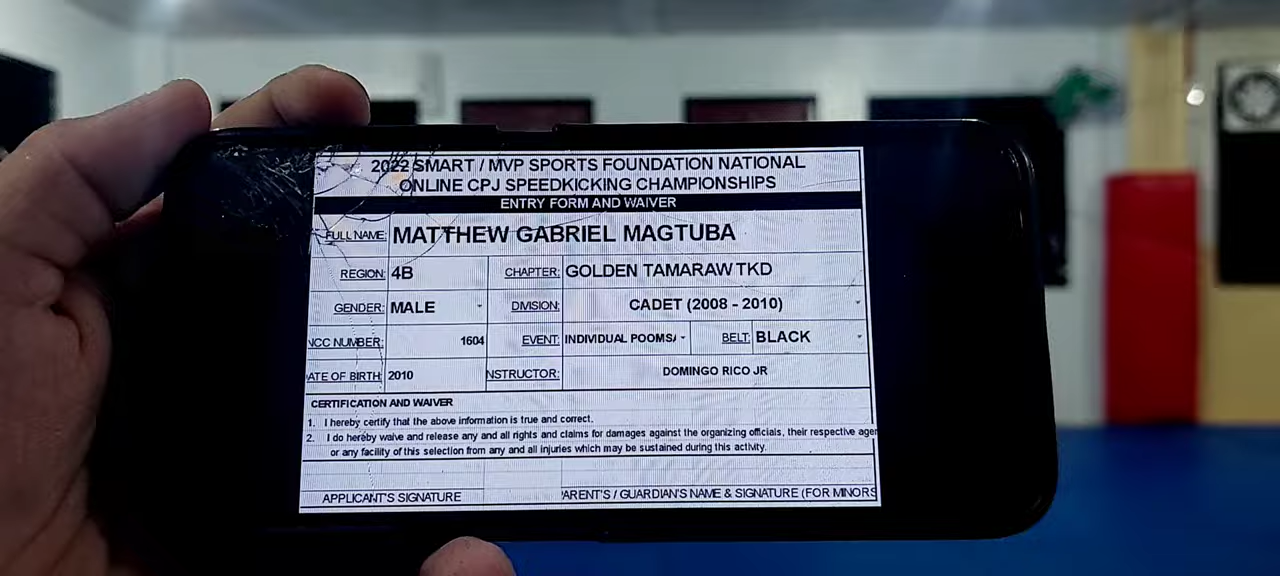 2022 SMART / MVP SPORTS FOUNDATION NATIONAL
ONLINE CPJ SPEEDKICKING CHAMPIONSHIPS
ENTRY FORM AND WAIVER
FULL NAME: MATTHEW GABRIEL MAGTUBA
REGION: 4B CHAPTER: GOLDEN TAMARAW TKD
GENDER: MALE DIVISION: CADET (2008 - 2010)
NCC NUMBER: 1604 EVENT: INDIVIDUAL POOMSA BELT: BLACK
ATE OF BIRTH: 2010 NSTRUCTOR: DOMINGO RICO JR
CERTIFICATION AND WAIVER
1. I hereby certify that the above information is true and correct.
2. I do hereby waive and release any and all rights and claims for damages against the organizing officials, their respective agen
or any facility of this selection from any and all injuries which may be sustained during this activity.
APPLICANT'S SIGNATURE ARENT'S / GUARDIAN'S NAME & SIGNATURE (FOR MINORS